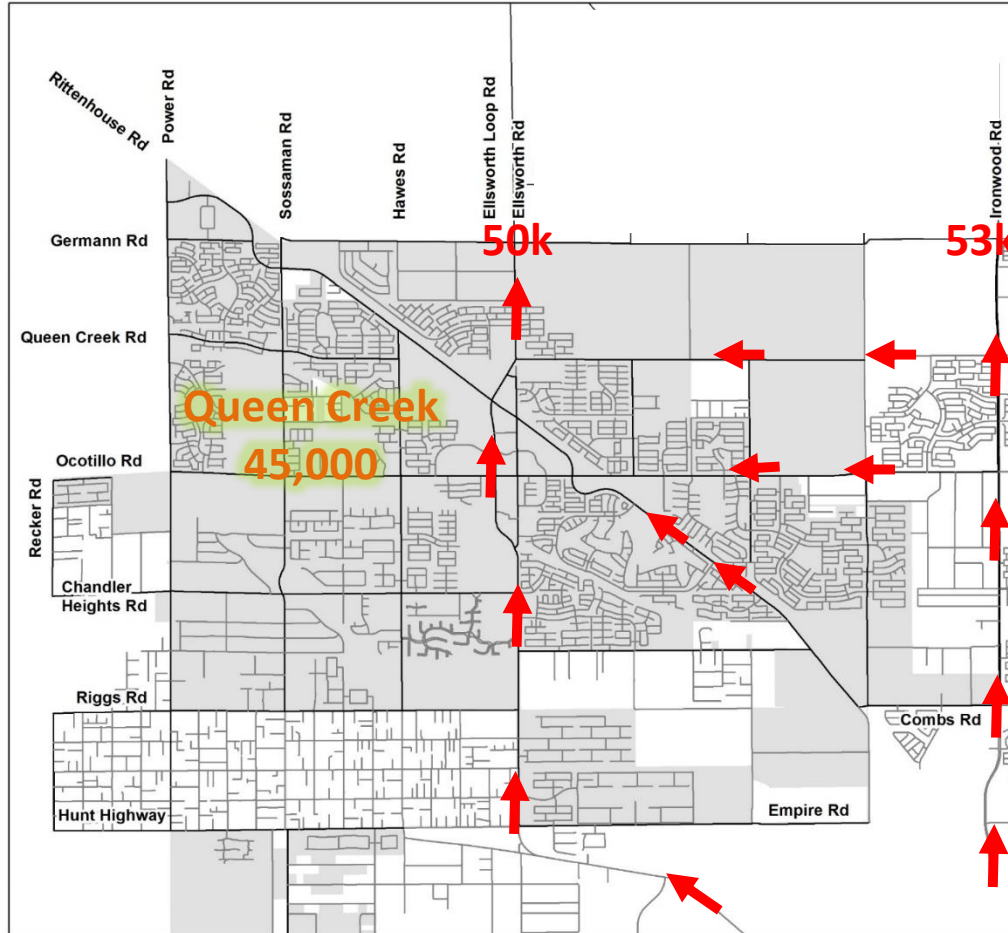 Rittenhouse Rd
Power Rd
Sossaman Rd
Hawes Rd
Ellsworth Loop Rd
Ellsworth Rd
Ironwood Rd
Germann Rd
50k
53k
Queen Creek Rd
Queen Creek
45,000
Ocotillo Rd
Recker Rd
Chandler
Heights Rd
Riggs Rd
Combs Rd
Hunt Highway
Empire Rd